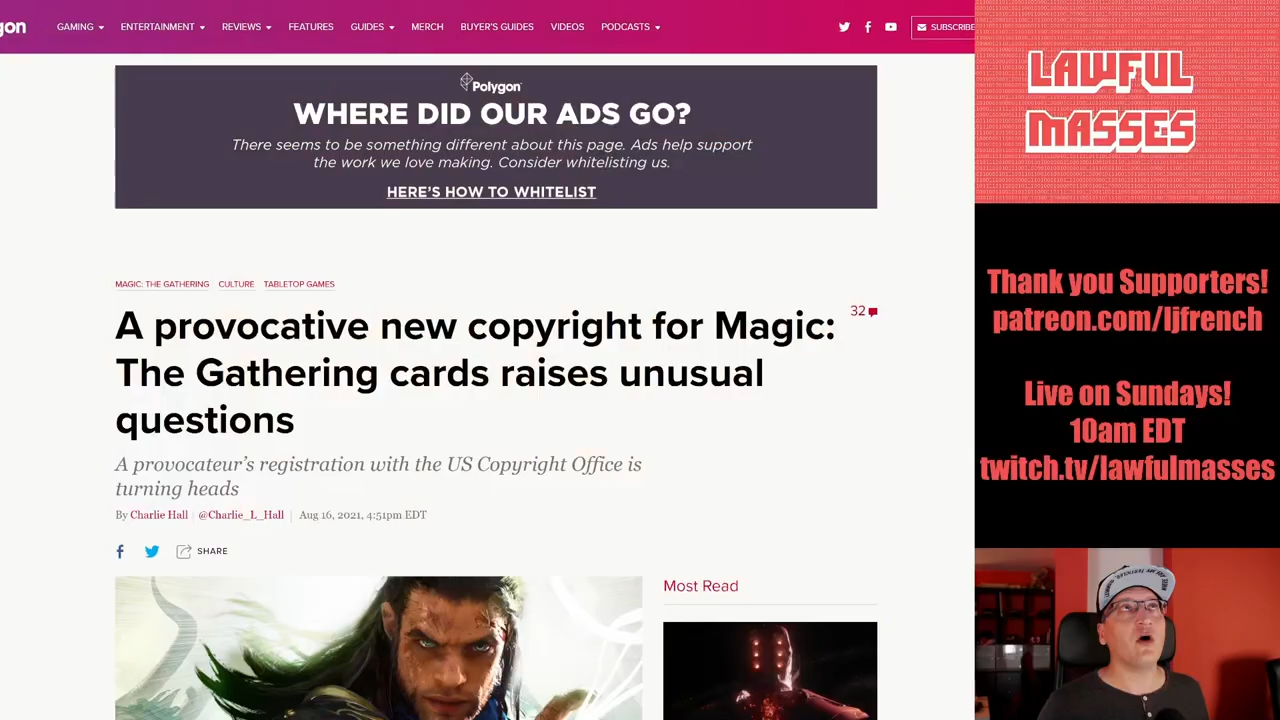 gon
GAMING
ENTERTAINMENT
REVIEWS
FEATURES
GUIDES
MERCH
BUYER'S GUIDES
VIDEOS
PODCASTS
SUBSCRIBE
Polygon
WHERE DID OUR ADS GO?
There seems to be something different about this page. Ads help support
the work we love making. Consider whitelisting us.
HERE'S HOW TO WHITELIST
MAGIC: THE GATHERING CULTURE TABLETOP GAMES
A provocative new copyright for Magic:
The Gathering cards raises unusual
questions
32
A provocateur's registration with the US Copyright Office is
turning heads
By Charlie Hall | @Charlie_L_Hall | Aug 16, 2021, 4:51pm EDT
SHARE
Most Read
LAWFUL
MASSES
Thank you Supporters!
patreon.com/ljfrench
Live on Sundays!
10am EDT
twitch.tv/lawfulmasses